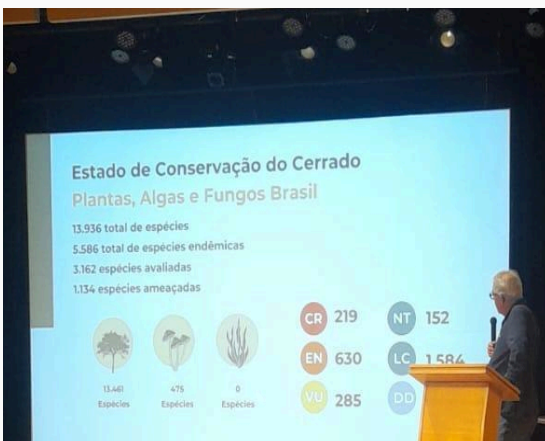 Estado de Conservação do Cerrado
Plantas, Algas e Fungos Brasil
13.936 total de espécies
5.586 total de espécies endêmicas
3.162 espécies avaliadas
1.134 espécies ameaçadas
CR 219 NT 152
EN 630 LC 1.584
VU 285 DD
13.461 475 0
Espécies Espécies Espécies